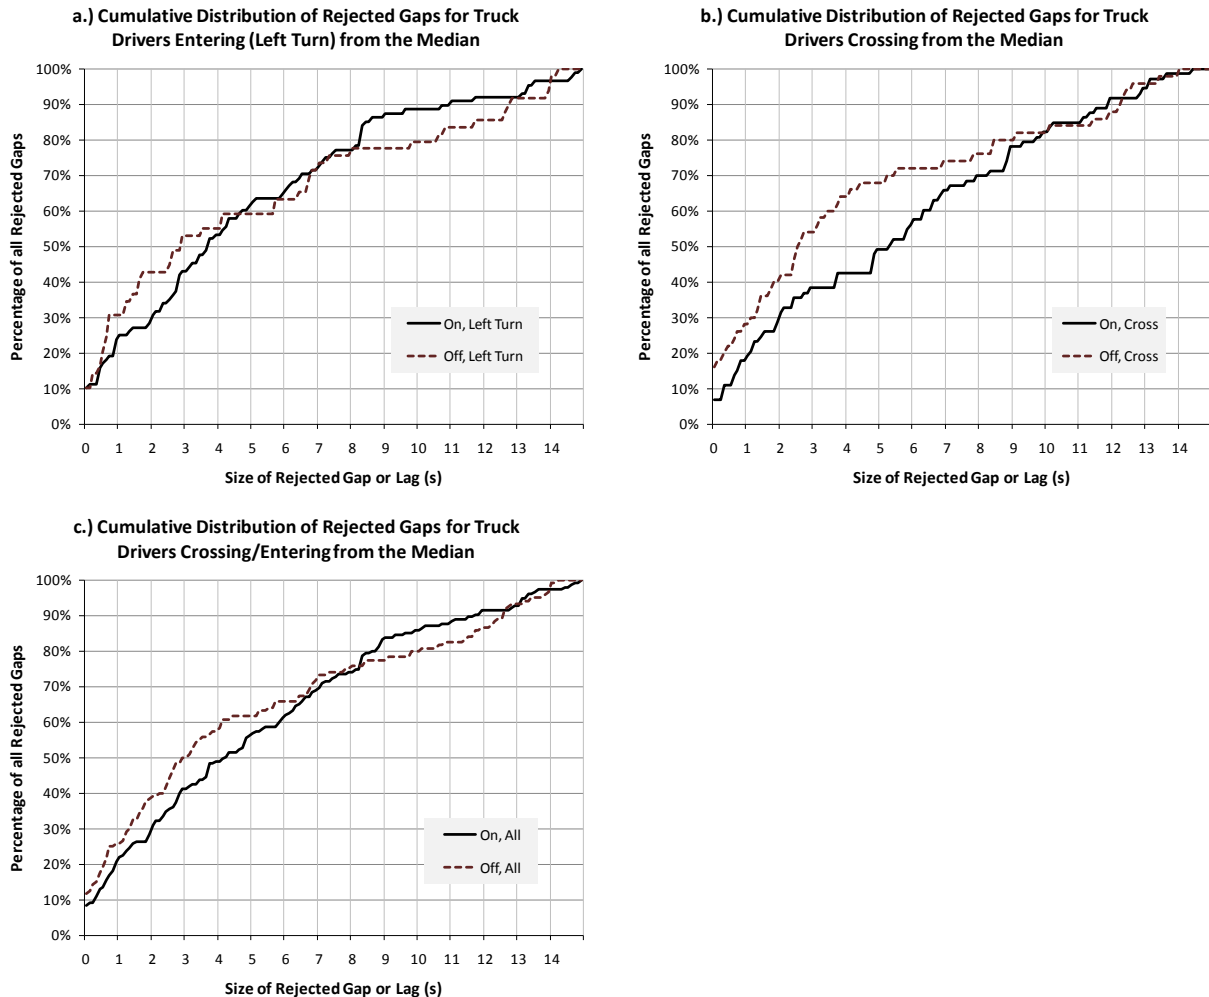 a.) Cumulative Distribution of Rejected Gaps for Truck
Drivers Entering (Left Turn) from the Median
Percentage of all Rejected Gaps
100%
90%
80%
70%
60%
50%
40%
30%
20%
10%
0%
On, Left Turn
Off, Left Turn
0 1 2 3 4 5 6 7 8 9 10 11 12 13 14
Size of Rejected Gap or Lag (s)
b.) Cumulative Distribution of Rejected Gaps for Truck
Drivers Crossing from the Median
Percentage of all Rejected Gaps
100%
90%
80%
70%
60%
50%
40%
30%
20%
10%
0%
On, Cross
Off, Cross
0 1 2 3 4 5 6 7 8 9 10 11 12 13 14
Size of Rejected Gap or Lag (s)
c.) Cumulative Distribution of Rejected Gaps for Truck
Drivers Crossing/Entering from the Median
Percentage of all Rejected Gaps
100%
90%
80%
70%
60%
50%
40%
30%
20%
10%
0%
On, All
Off, All
0 1 2 3 4 5 6 7 8 9 10 11 12 13 14
Size of Rejected Gap or Lag (s)